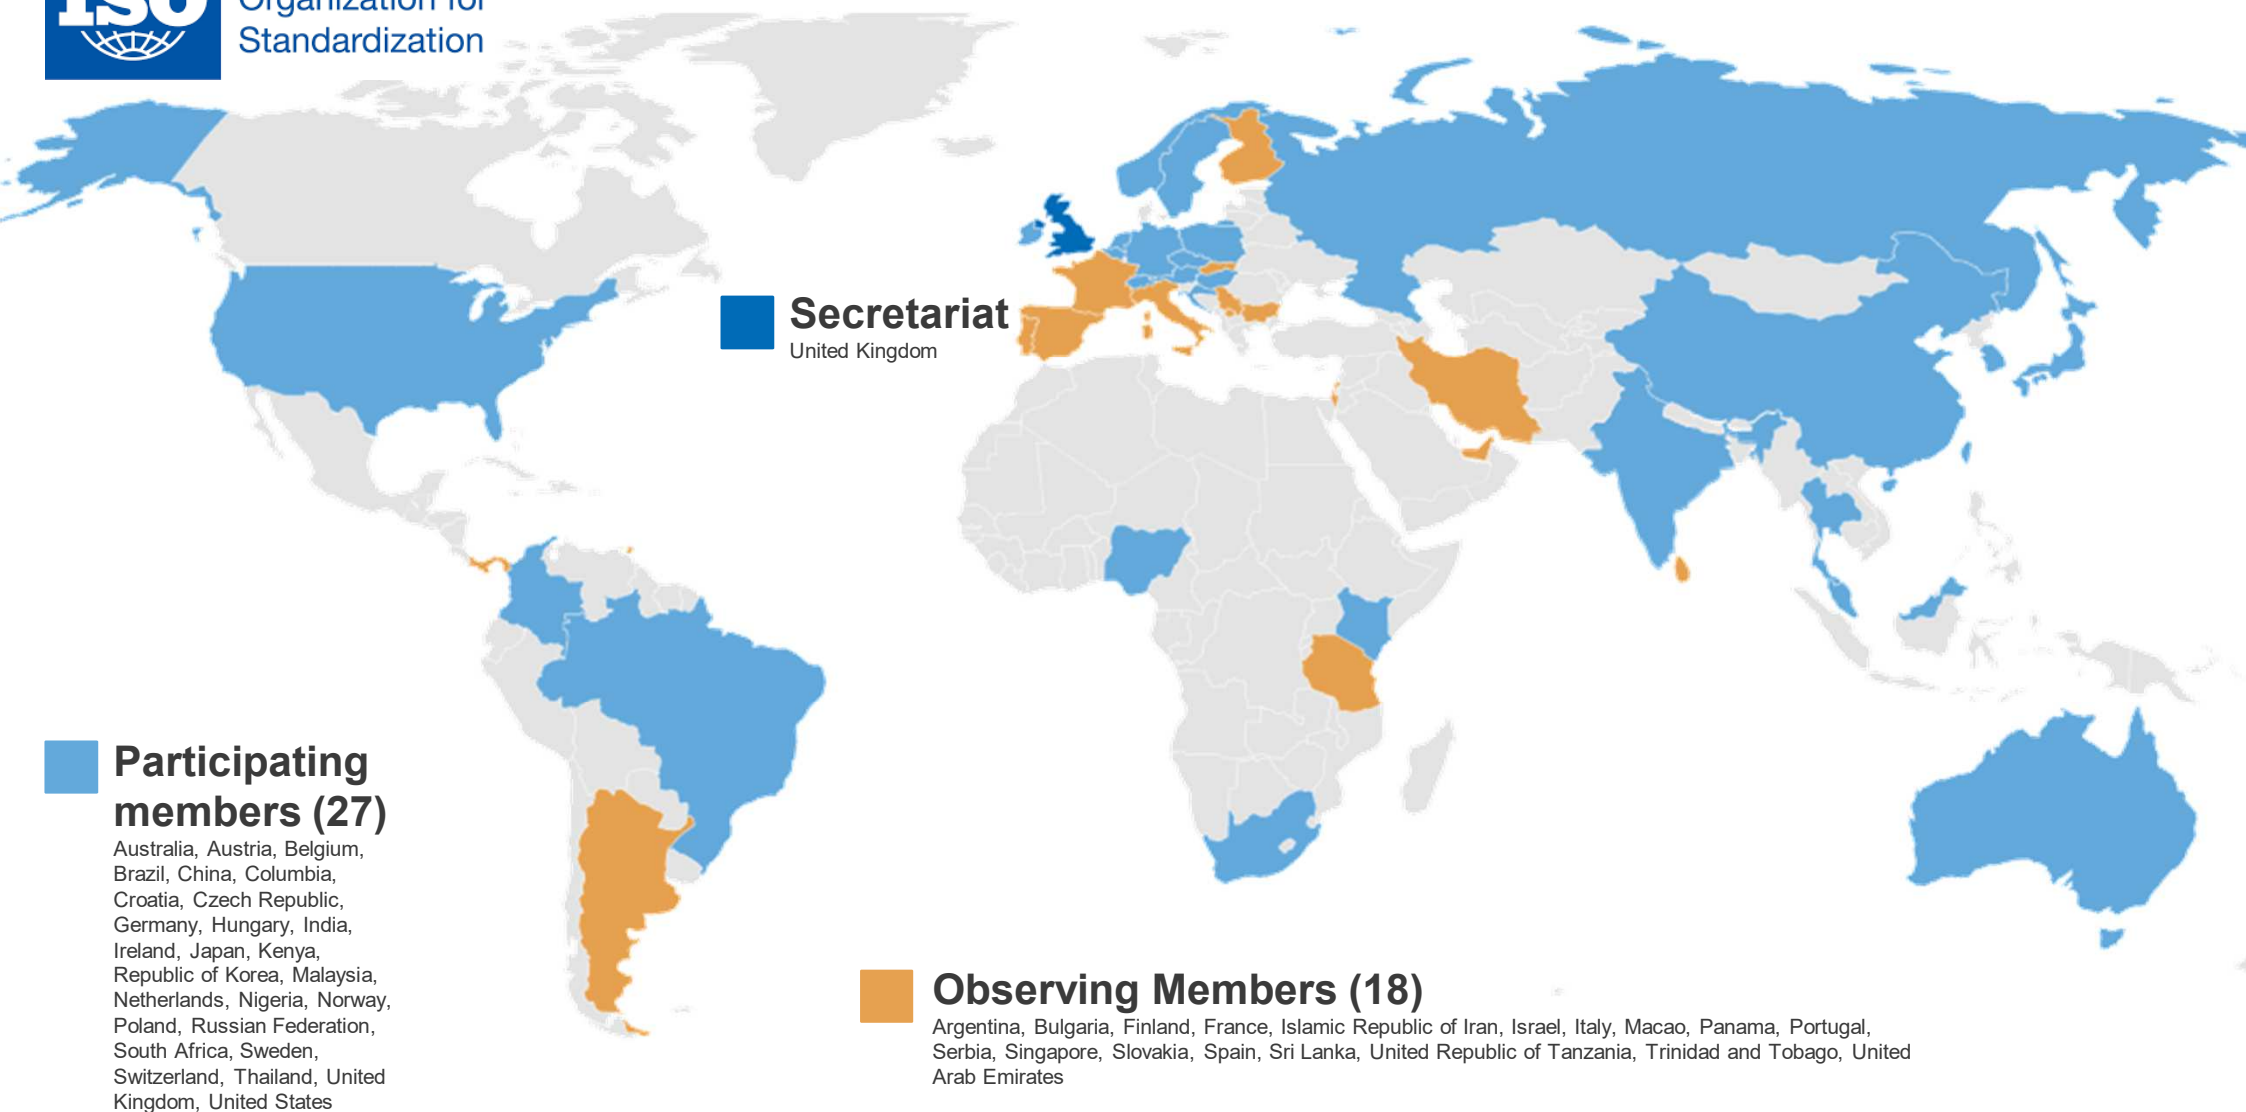 ISO
Organization for
Standardization
Secretariat
United Kingdom
Participating
members (27)
Australia, Austria, Belgium,
Brazil, China, Columbia,
Croatia, Czech Republic,
Germany, Hungary, India,
Ireland, Japan, Kenya,
Republic of Korea, Malaysia,
Netherlands, Nigeria, Norway,
Poland, Russian Federation,
South Africa, Sweden,
Switzerland, Thailand, United
Kingdom, United States
Observing Members (18)
Argentina, Bulgaria, Finland, France, Islamic Republic of Iran, Israel, Italy, Macao, Panama, Portugal,
Serbia, Singapore, Slovakia, Spain, Sri Lanka, United Republic of Tanzania, Trinidad and Tobago, United
Arab Emirates